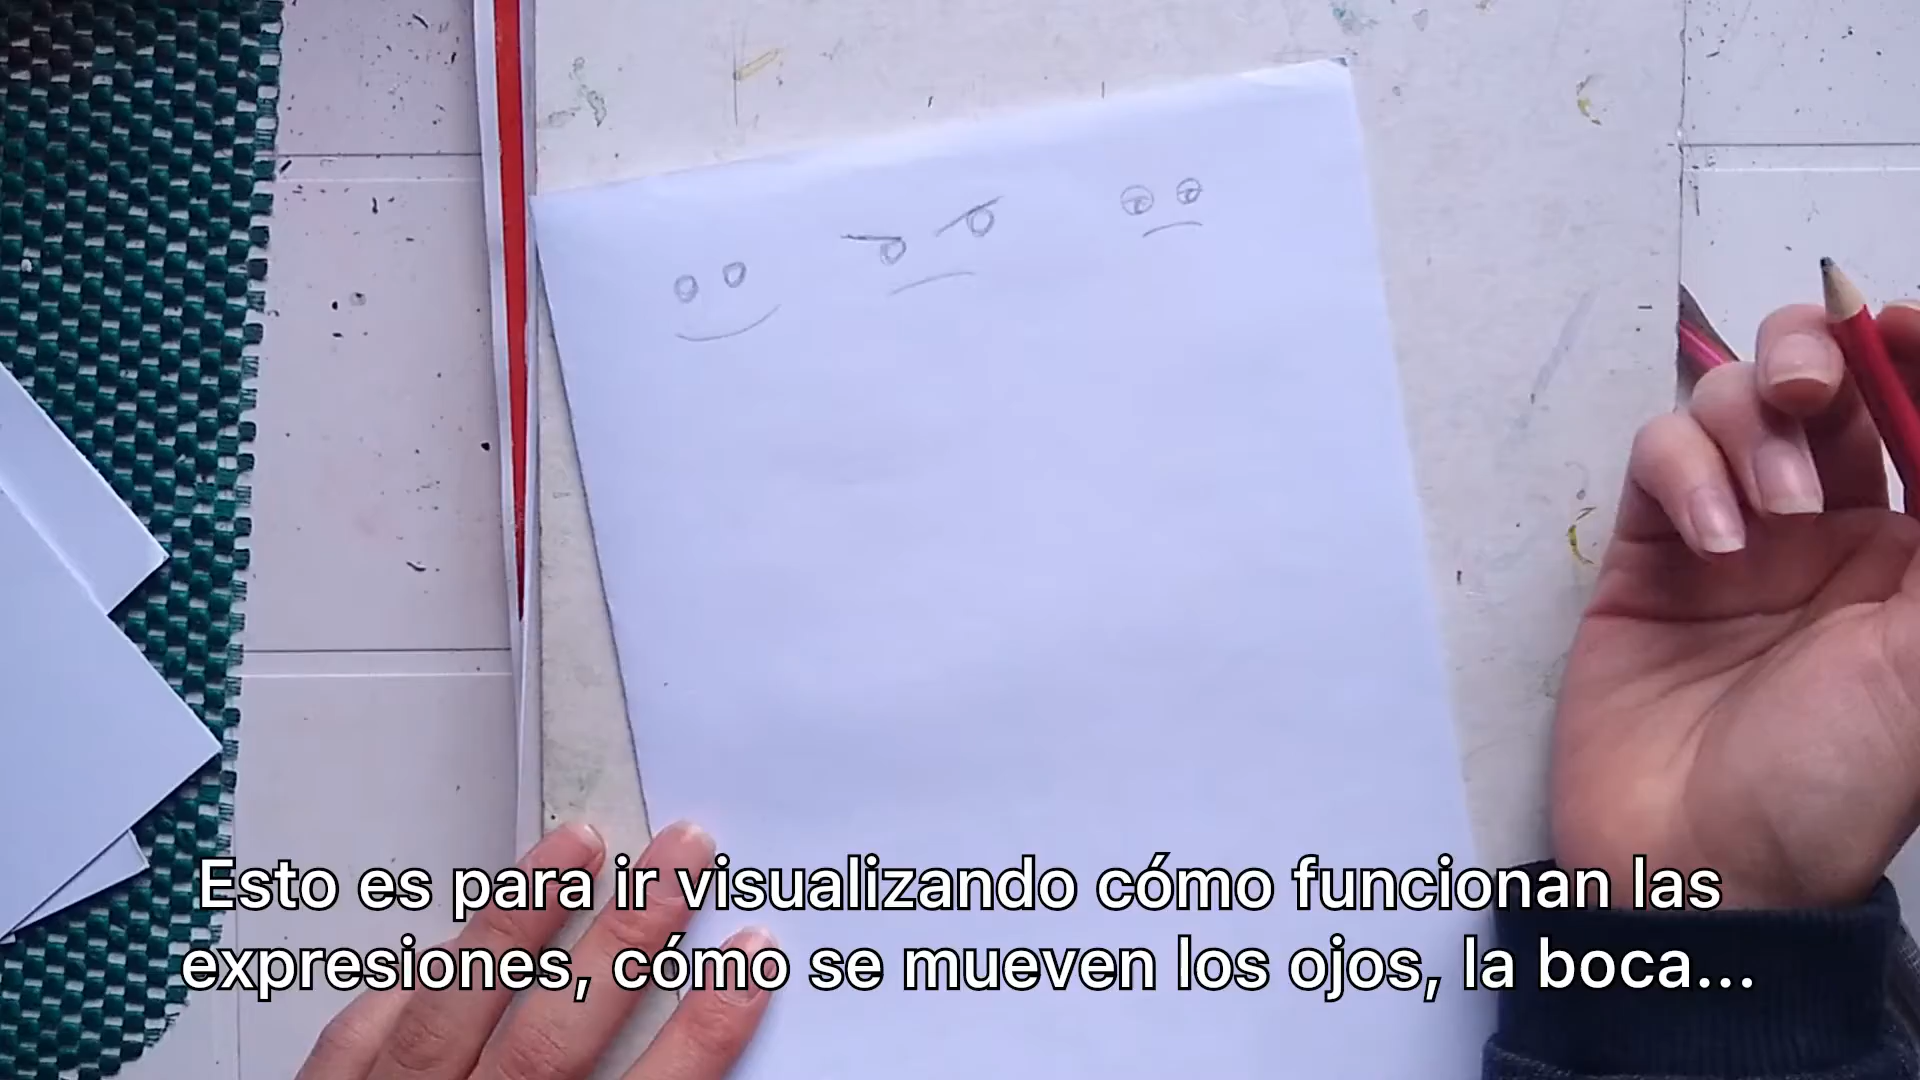 Esto es para ir visualizando cómo funcionan las
expresiones, cómo se mueven los ojos, la boca...